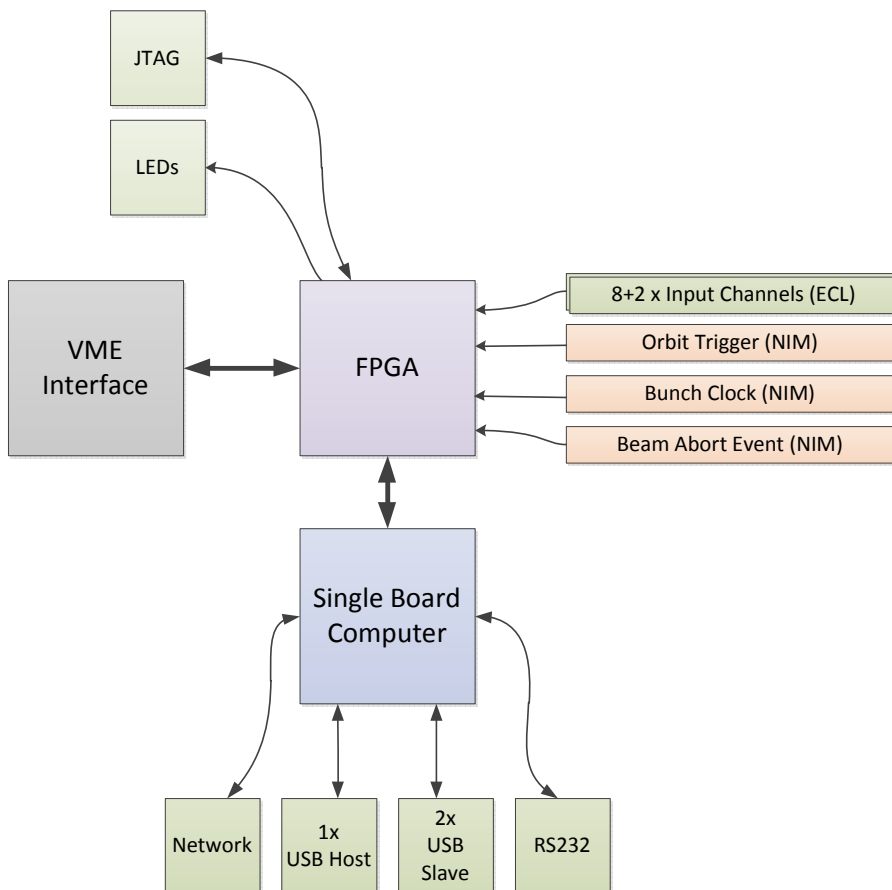 JTAG
LEDs
VME
Interface
FPGA
8+2 x Input Channels (ECL)
Orbit Trigger (NIM)
Bunch Clock (NIM)
Beam Abort Event (NIM)
Single Board
Computer
Network
1x
USB Host
2x
USB
Slave
RS232